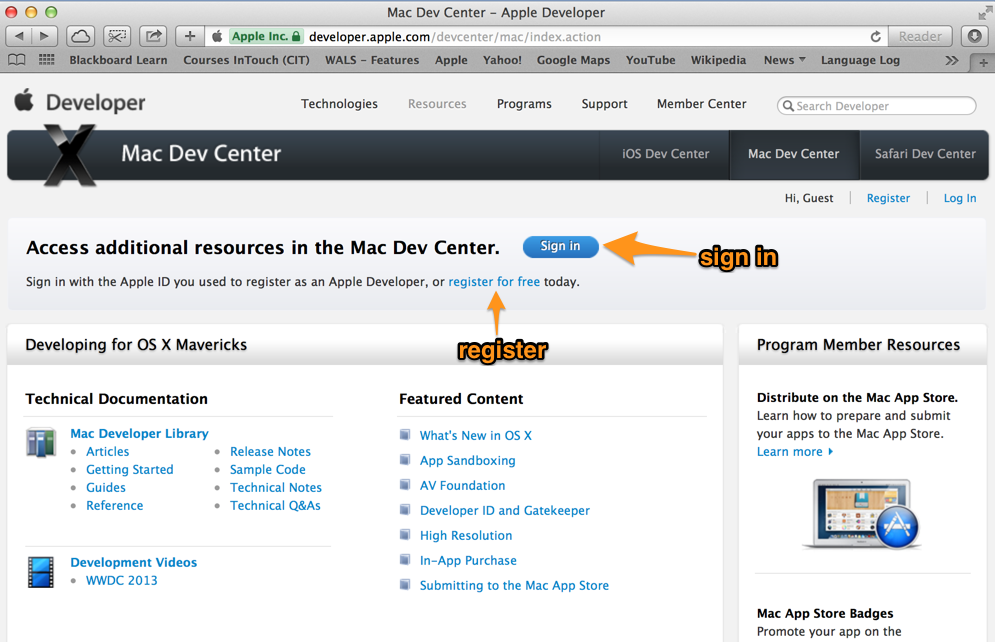 Mac Dev Center – Apple Developer
Apple Inc. developer.apple.com/devcenter/mac/index.action Reader
Blackboard Learn Courses InTouch (CIT) WALS – Features Apple Yahoo! Google Maps YouTube Wikipedia News Language Log
Developer Technologies Resources Programs Support Member Center Search Developer
Mac Dev Center iOS Dev Center Mac Dev Center Safari Dev Center
Hi, Guest Register Log In
Access additional resources in the Mac Dev Center. Sign in
sign in
Sign in with the Apple ID you used to register as an Apple Developer, or register for free today.
register
Developing for OS X Mavericks
Technical Documentation
Mac Developer Library
Articles
Getting Started
Guides
Reference
Release Notes
Sample Code
Technical Notes
Technical Q&As
Development Videos
WWDC 2013
Featured Content
What's New in OS X
App Sandboxing
AV Foundation
Developer ID and Gatekeeper
High Resolution
In-App Purchase
Submitting to the Mac App Store
Program Member Resources
Distribute on the Mac App Store.
Learn how to prepare and submit
your apps to the Mac App Store.
Learn more
Mac App Store Badges
Promote your app on the